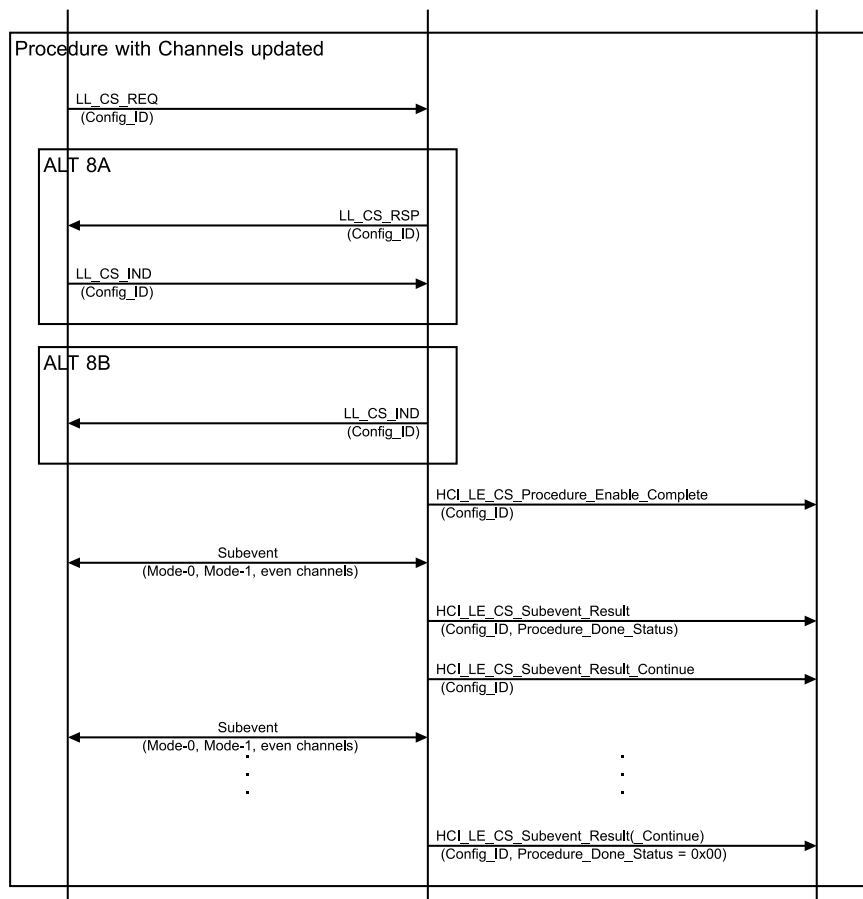 Procedure with Channels updated
LL_CS_REQ
(Config_ID)
ALT 8A
LL_CS_RSP
(Config_ID)
LL_CS_IND
(Config_ID)
ALT 8B
LL_CS_IND
(Config_ID)
HCI_LE_CS_Procedure_Enable_Complete
(Config_ID)
Subevent
(Mode-0, Mode-1, even channels)
HCI_LE_CS_Subevent_Result
(Config_ID, Procedure_Done_Status)
HCI_LE_CS_Subevent_Result_Continue
(Config_ID)
Subevent
(Mode-0, Mode-1, even channels)
HCI_LE_CS_Subevent_Result(_Continue)
(Config_ID, Procedure_Done_Status = 0x00)